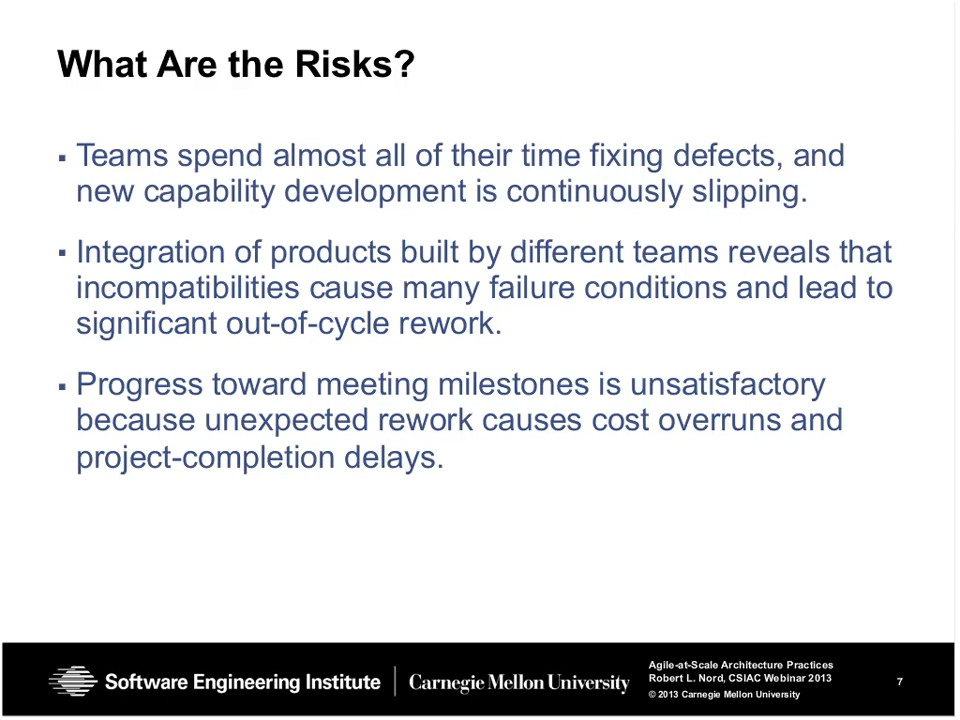 What Are the Risks?
▪ Teams spend almost all of their time fixing defects, and
new capability development is continuously slipping.
▪ Integration of products built by different teams reveals that
incompatibilities cause many failure conditions and lead to
significant out-of-cycle rework.
▪ Progress toward meeting milestones is unsatisfactory
because unexpected rework causes cost overruns and
project-completion delays.
Software Engineering Institute | Carnegie Mellon University
Agile-at-Scale Architecture Practices
Robert L. Nord, CSIAC Webinar 2013
© 2013 Carnegie Mellon University
7